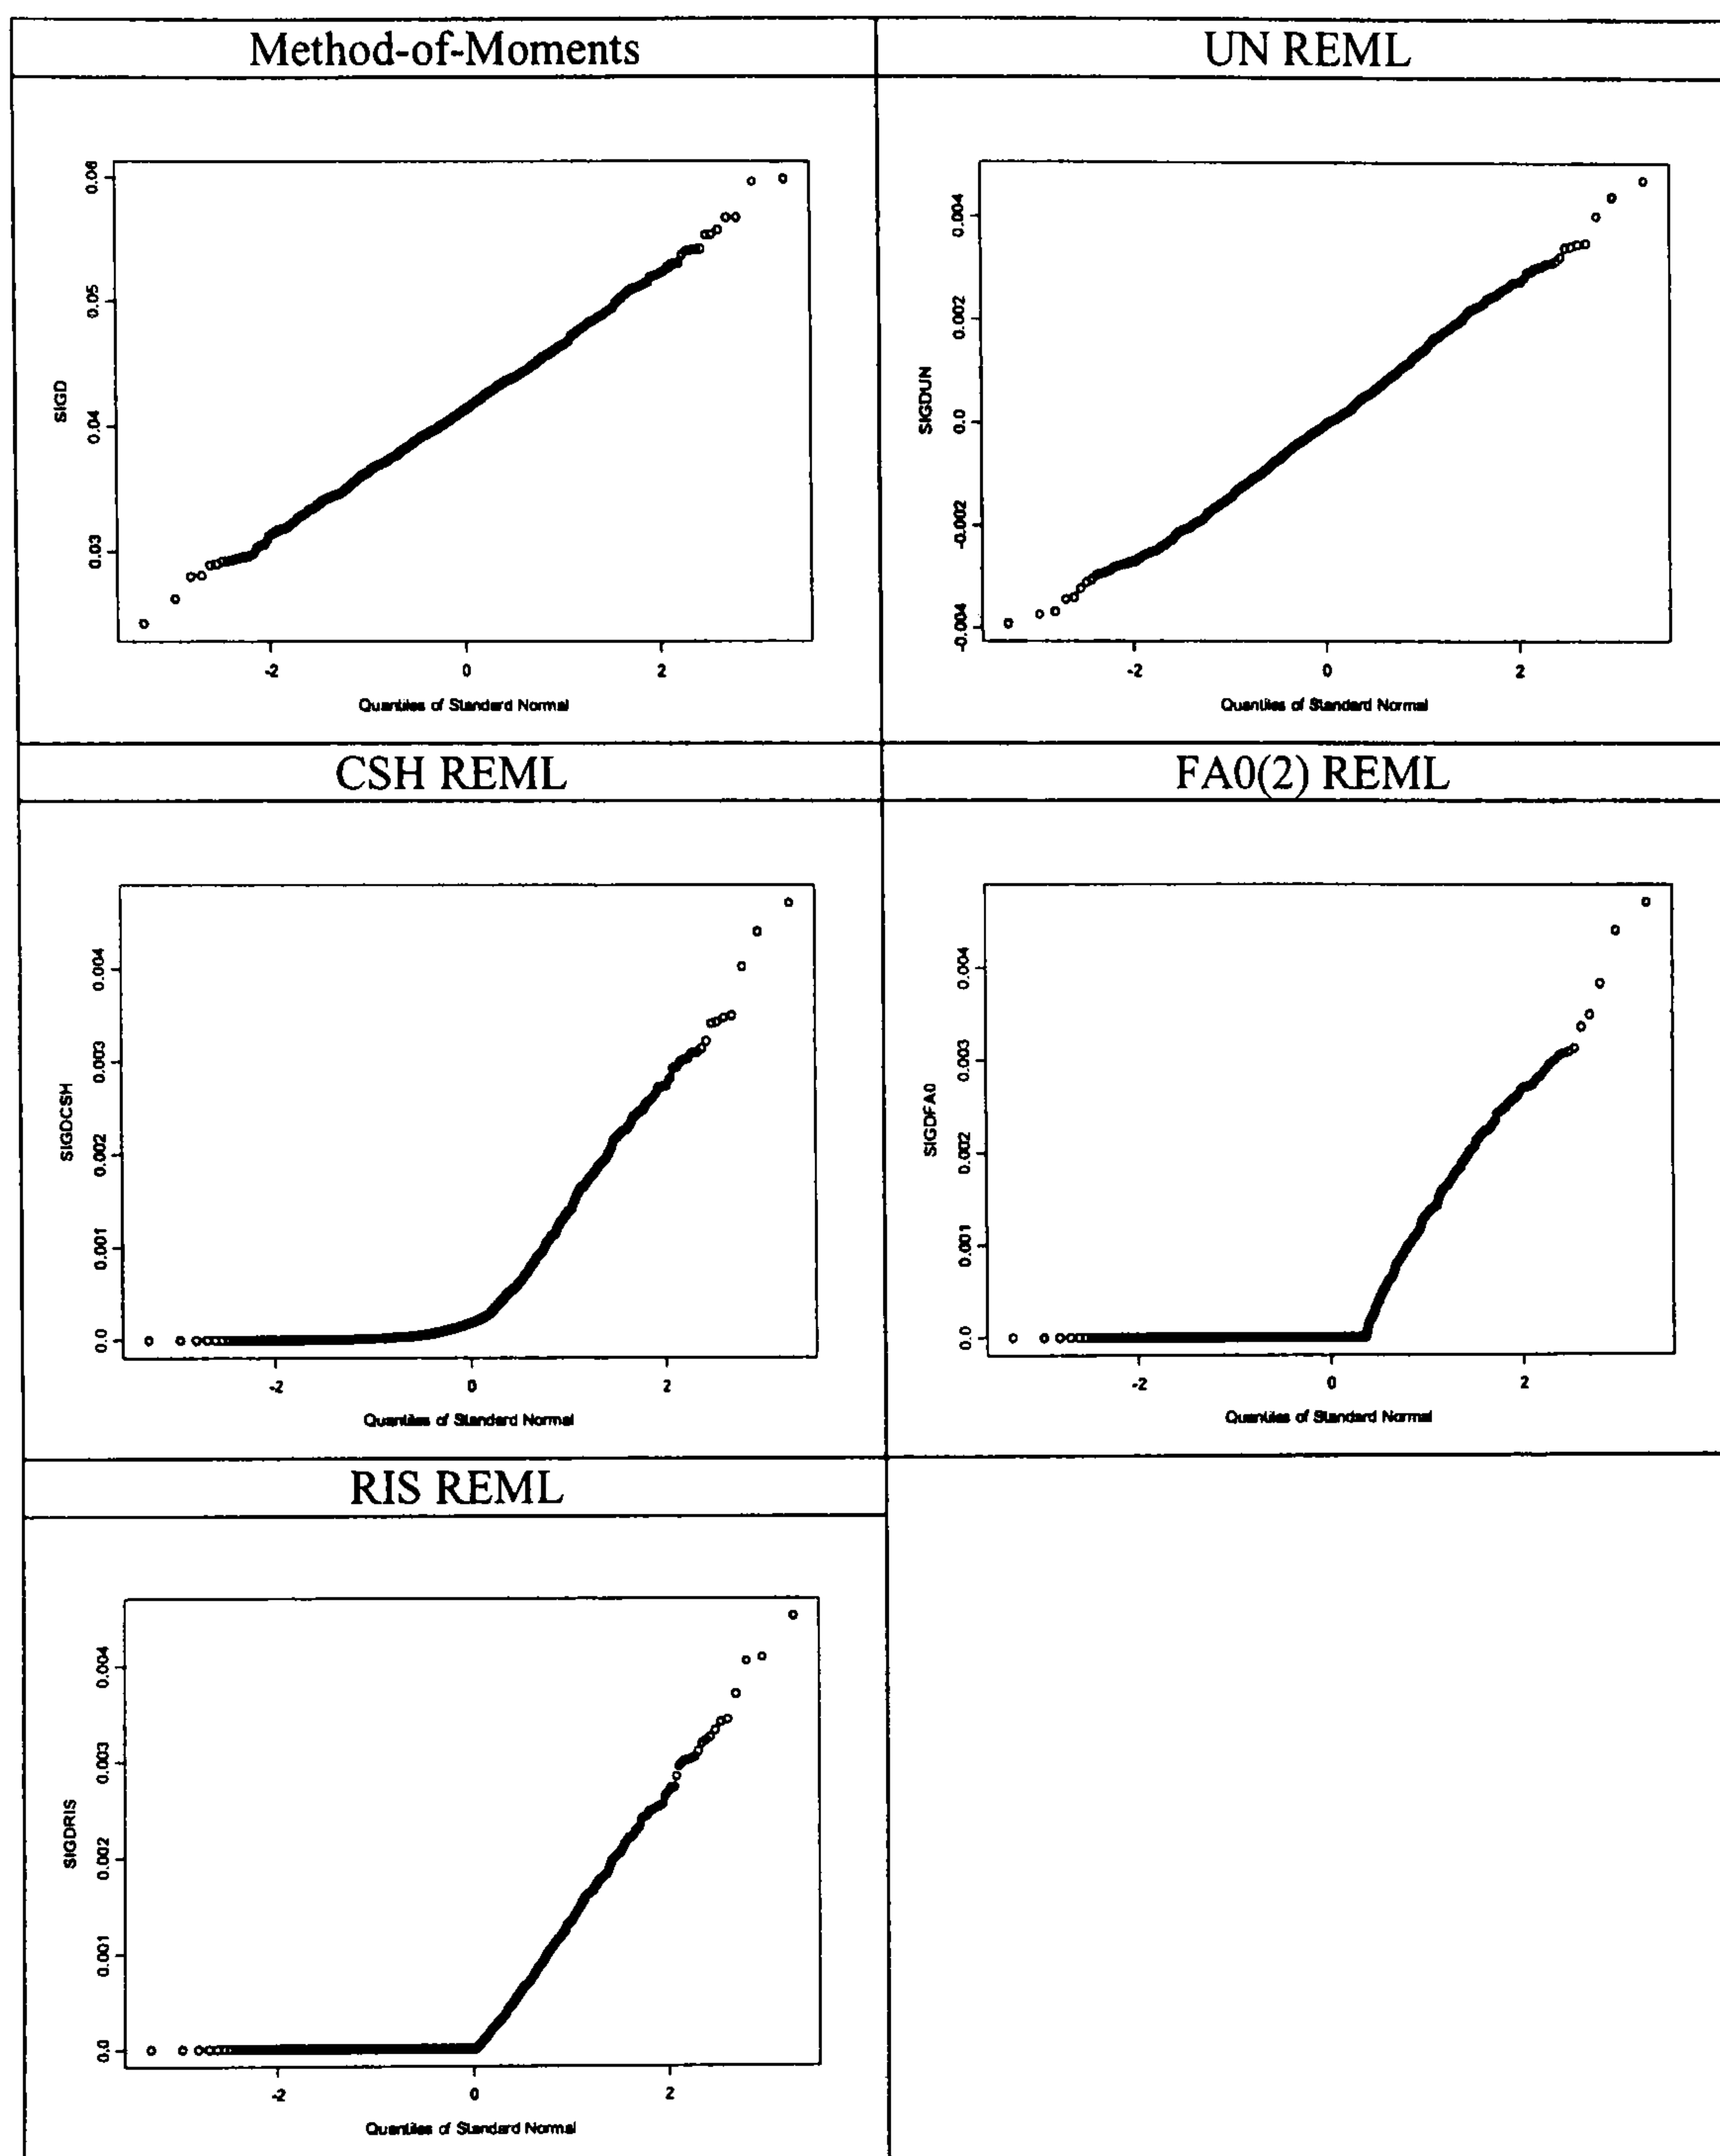 Method-of-Moments
UN REML
0.06
0.05
0.04
0.03
SIGD
-2
0
2
Quantiles of Standard Normal
0.004
0.002
0.0
-0.002
-0.004
SIGDUN
-2
0
2
Quantiles of Standard Normal
CSH REML
FA0(2) REML
0.004
0.003
0.002
0.001
0.0
SIGDCSH
-2
0
2
Quantiles of Standard Normal
0.004
0.003
0.002
0.001
0.0
SIGDFA0
-2
0
2
Quantiles of Standard Normal
RIS REML
0.004
0.003
0.002
0.001
0.0
SIGDRIS
-2
0
2
Quantiles of Standard Normal